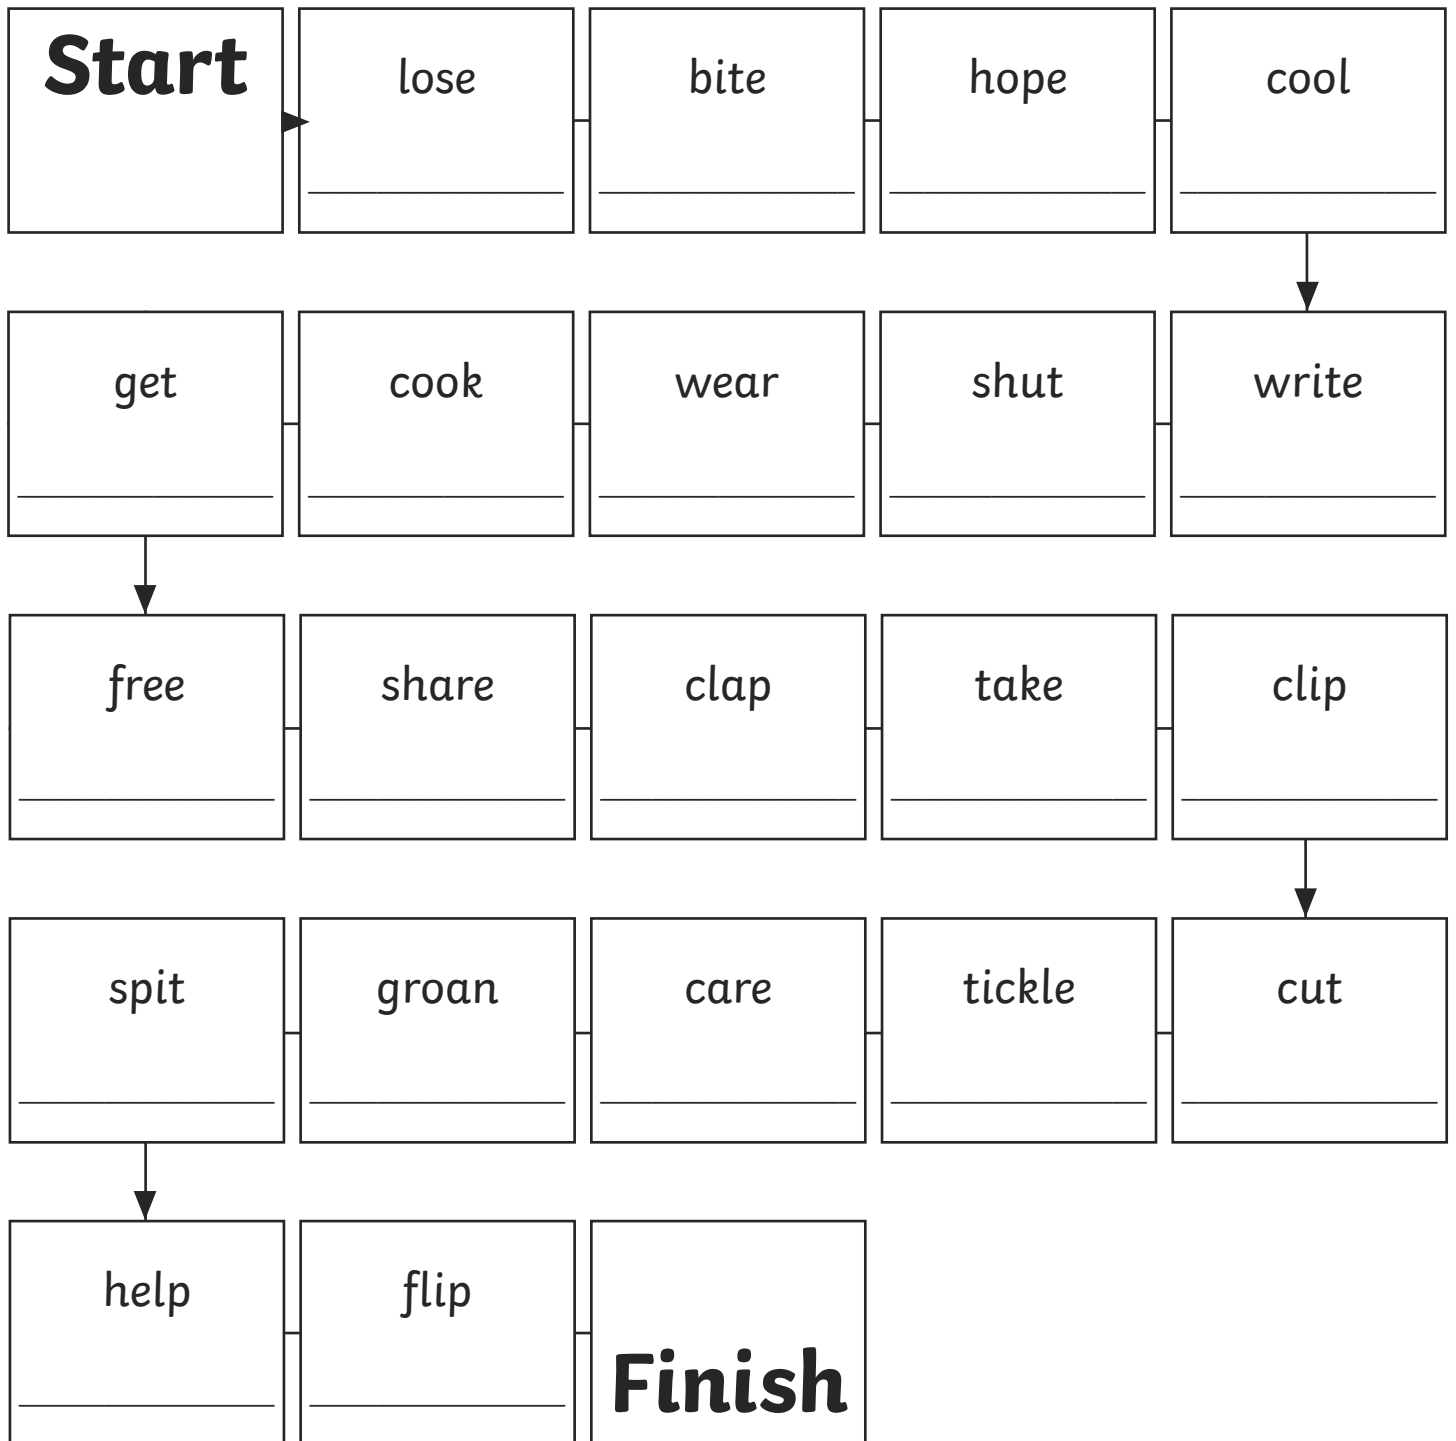 Start lose bite hope cool
get cook wear shut write
free share clap take clip
spit groan care tickle cut
help flip
Finish